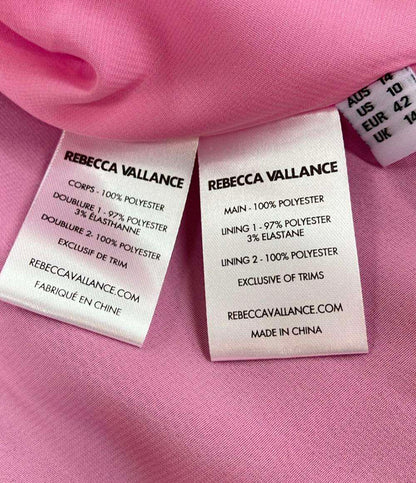 REBECCA VALLANCE
CORPS - 100% POLYESTER
DOUBLURE 1 - 97% POLYESTER
3% ÉLASTHANNE
DOUBLURE 2- 100% POLYESTER
EXCLUSIF DE TRIM
REBECCAVALLANCE.COM
FABRIQUÉ EN CHINE
REBECCA VALLANCE
MAIN - 100% POLYESTER
LINING 1 - 97% POLYESTER
3% ELASTANE
LINING 2 - 100% POLYESTER
EXCLUSIVE OF TRIMS
REBECCAVALLANCE.COM
MADE IN CHINA
AUS 14
US 10
EUR 42
UK 14